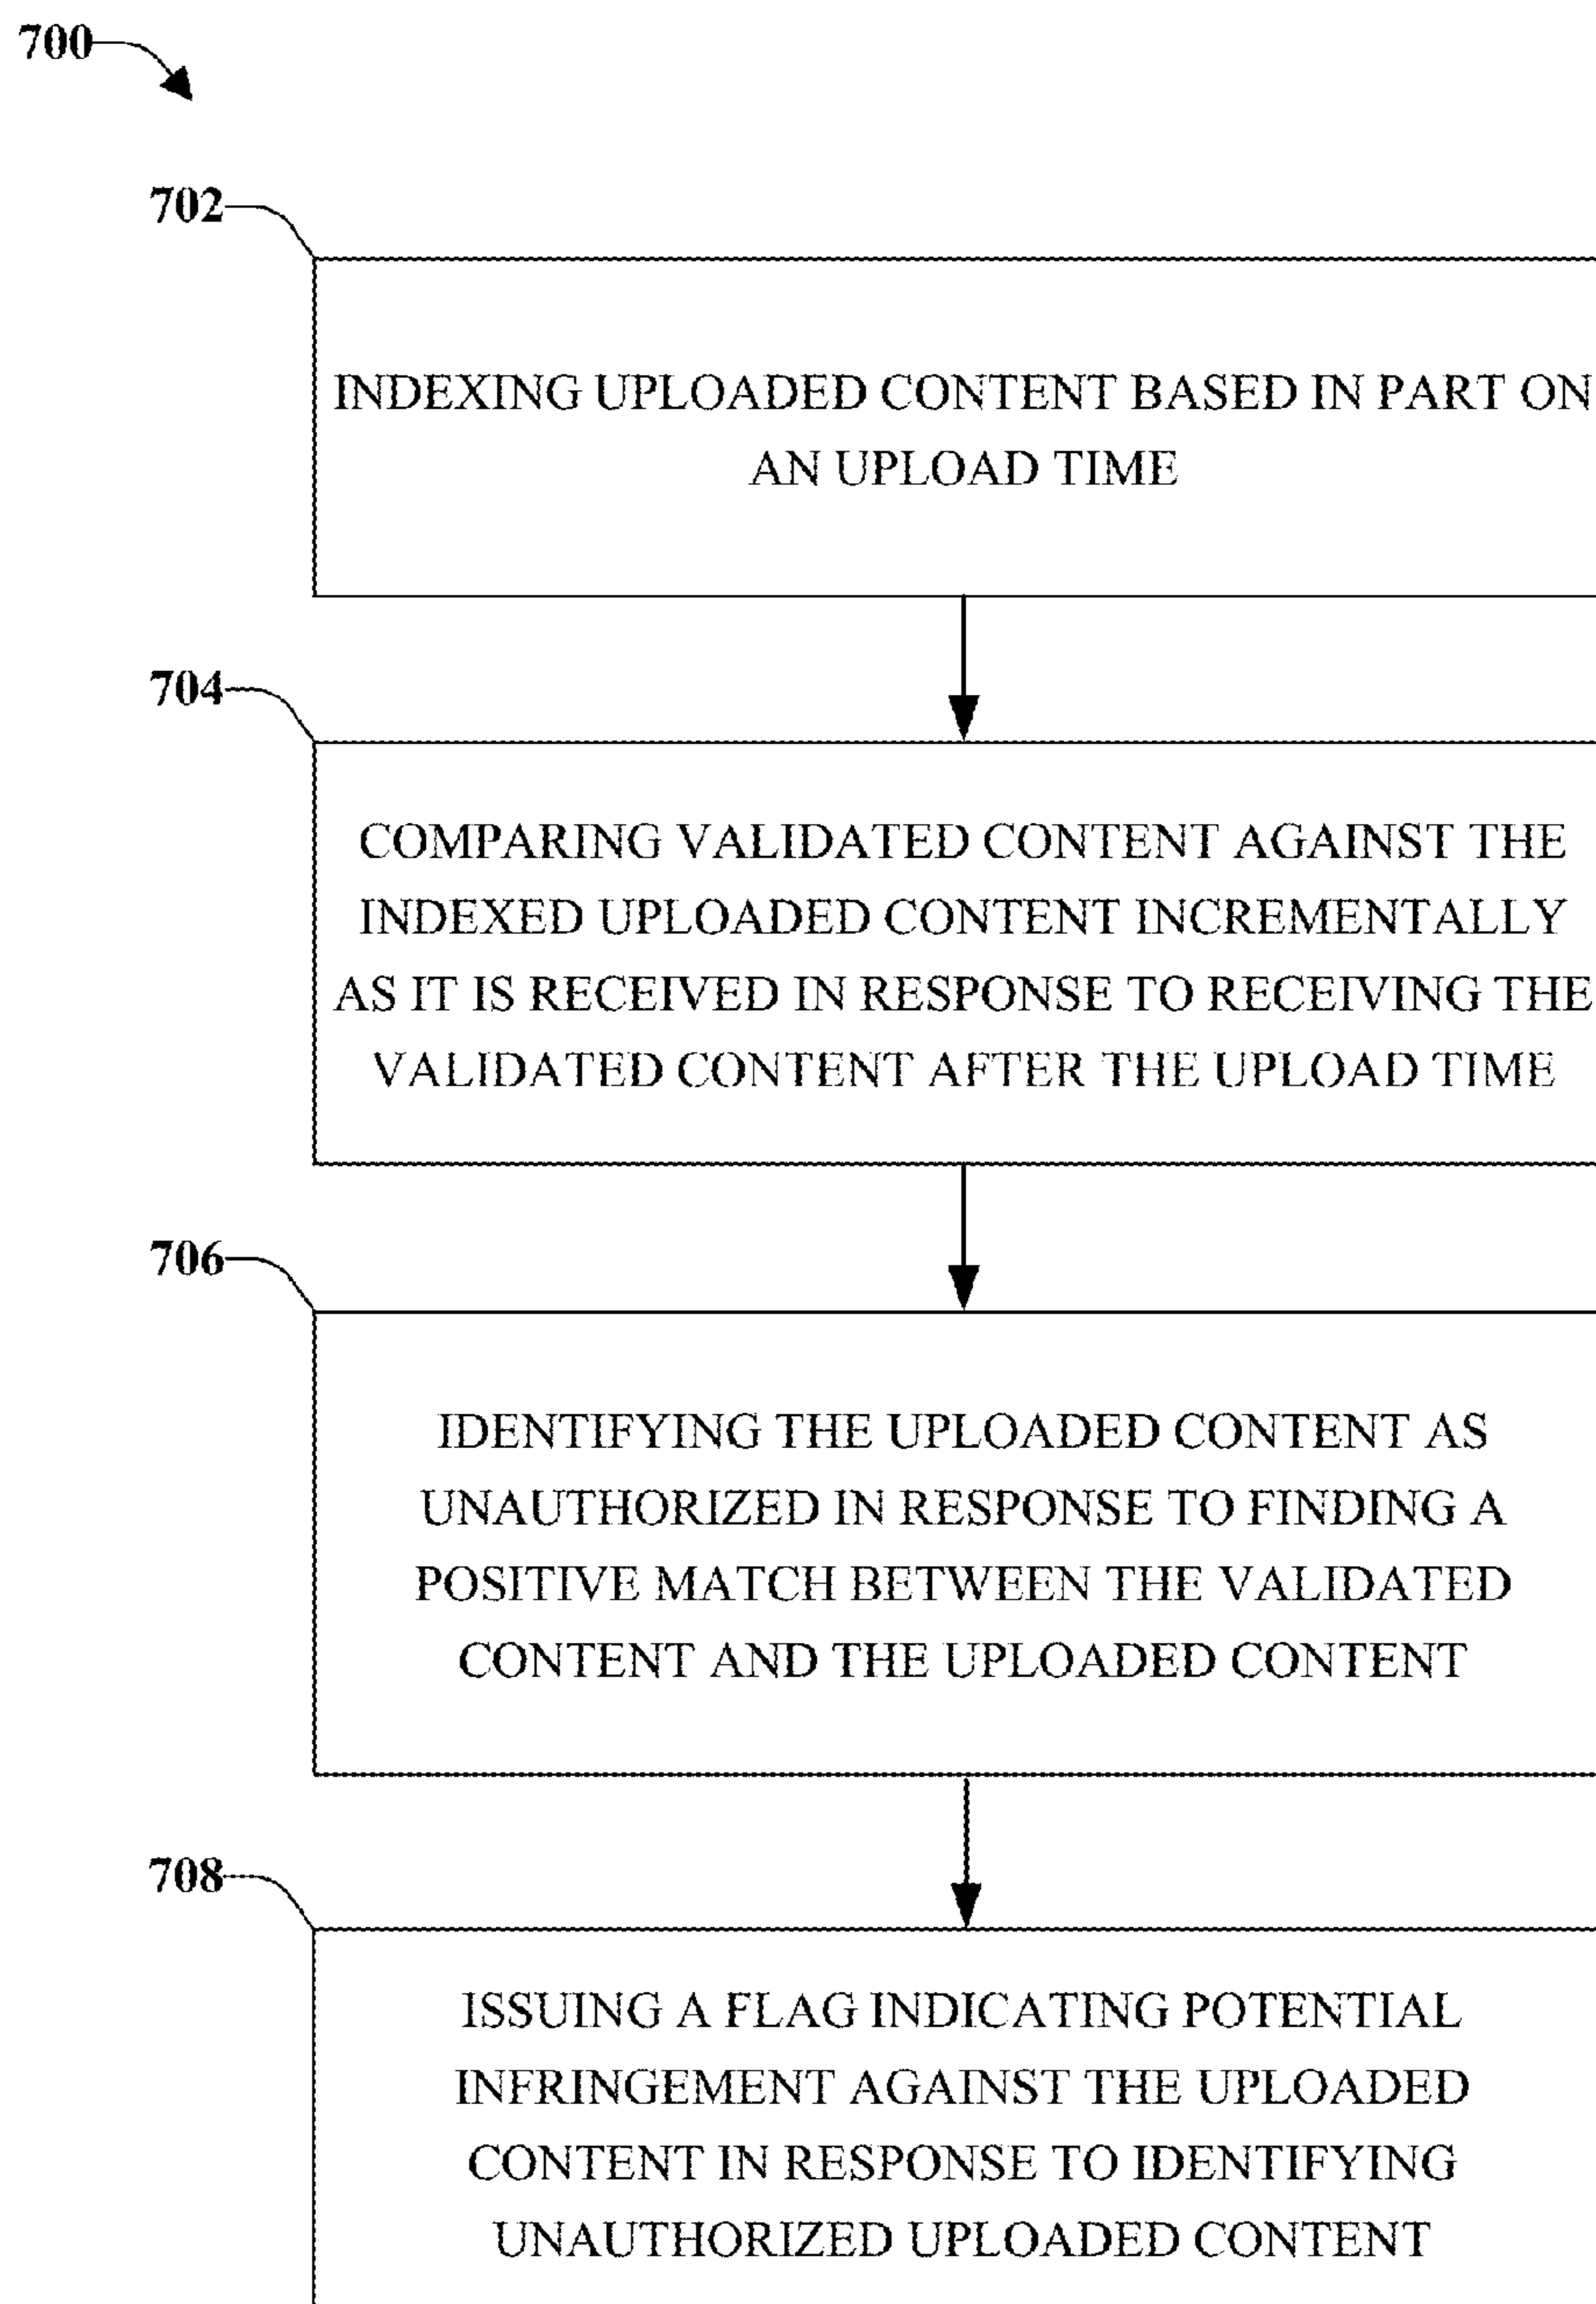 700
702
INDEXING UPLOADED CONTENT BASED IN PART ON
AN UPLOAD TIME
704
COMPARING VALIDATED CONTENT AGAINST THE
INDEXED UPLOADED CONTENT INCREMENTALLY
AS IT IS RECEIVED IN RESPONSE TO RECEIVING THE
VALIDATED CONTENT AFTER THE UPLOAD TIME
706
IDENTIFYING THE UPLOADED CONTENT AS
UNAUTHORIZED IN RESPONSE TO FINDING A
POSITIVE MATCH BETWEEN THE VALIDATED
CONTENT AND THE UPLOADED CONTENT
708
ISSUING A FLAG INDICATING POTENTIAL
INFRINGEMENT AGAINST THE UPLOADED
CONTENT IN RESPONSE TO IDENTIFYING
UNAUTHORIZED UPLOADED CONTENT